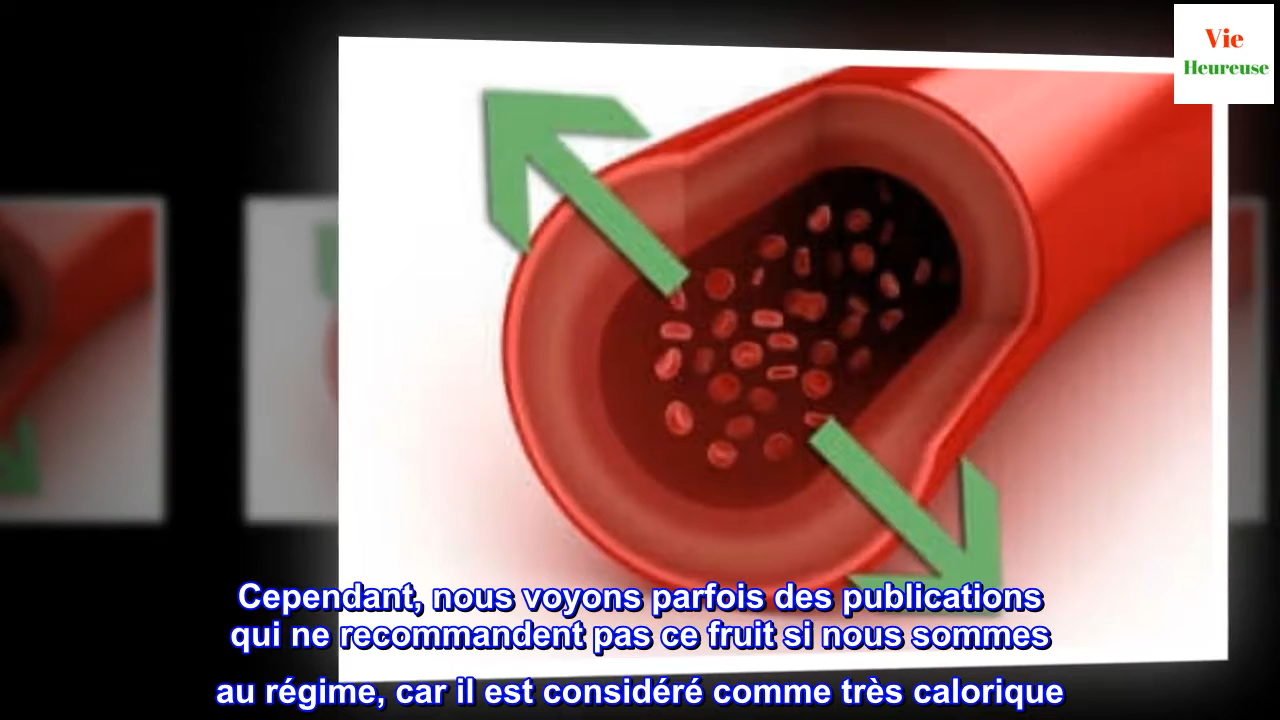 Vie
Heureuse
Cependant, nous voyons parfois des publications
qui ne recommandent pas ce fruit si nous sommes
au régime, car il est considéré comme très calorique